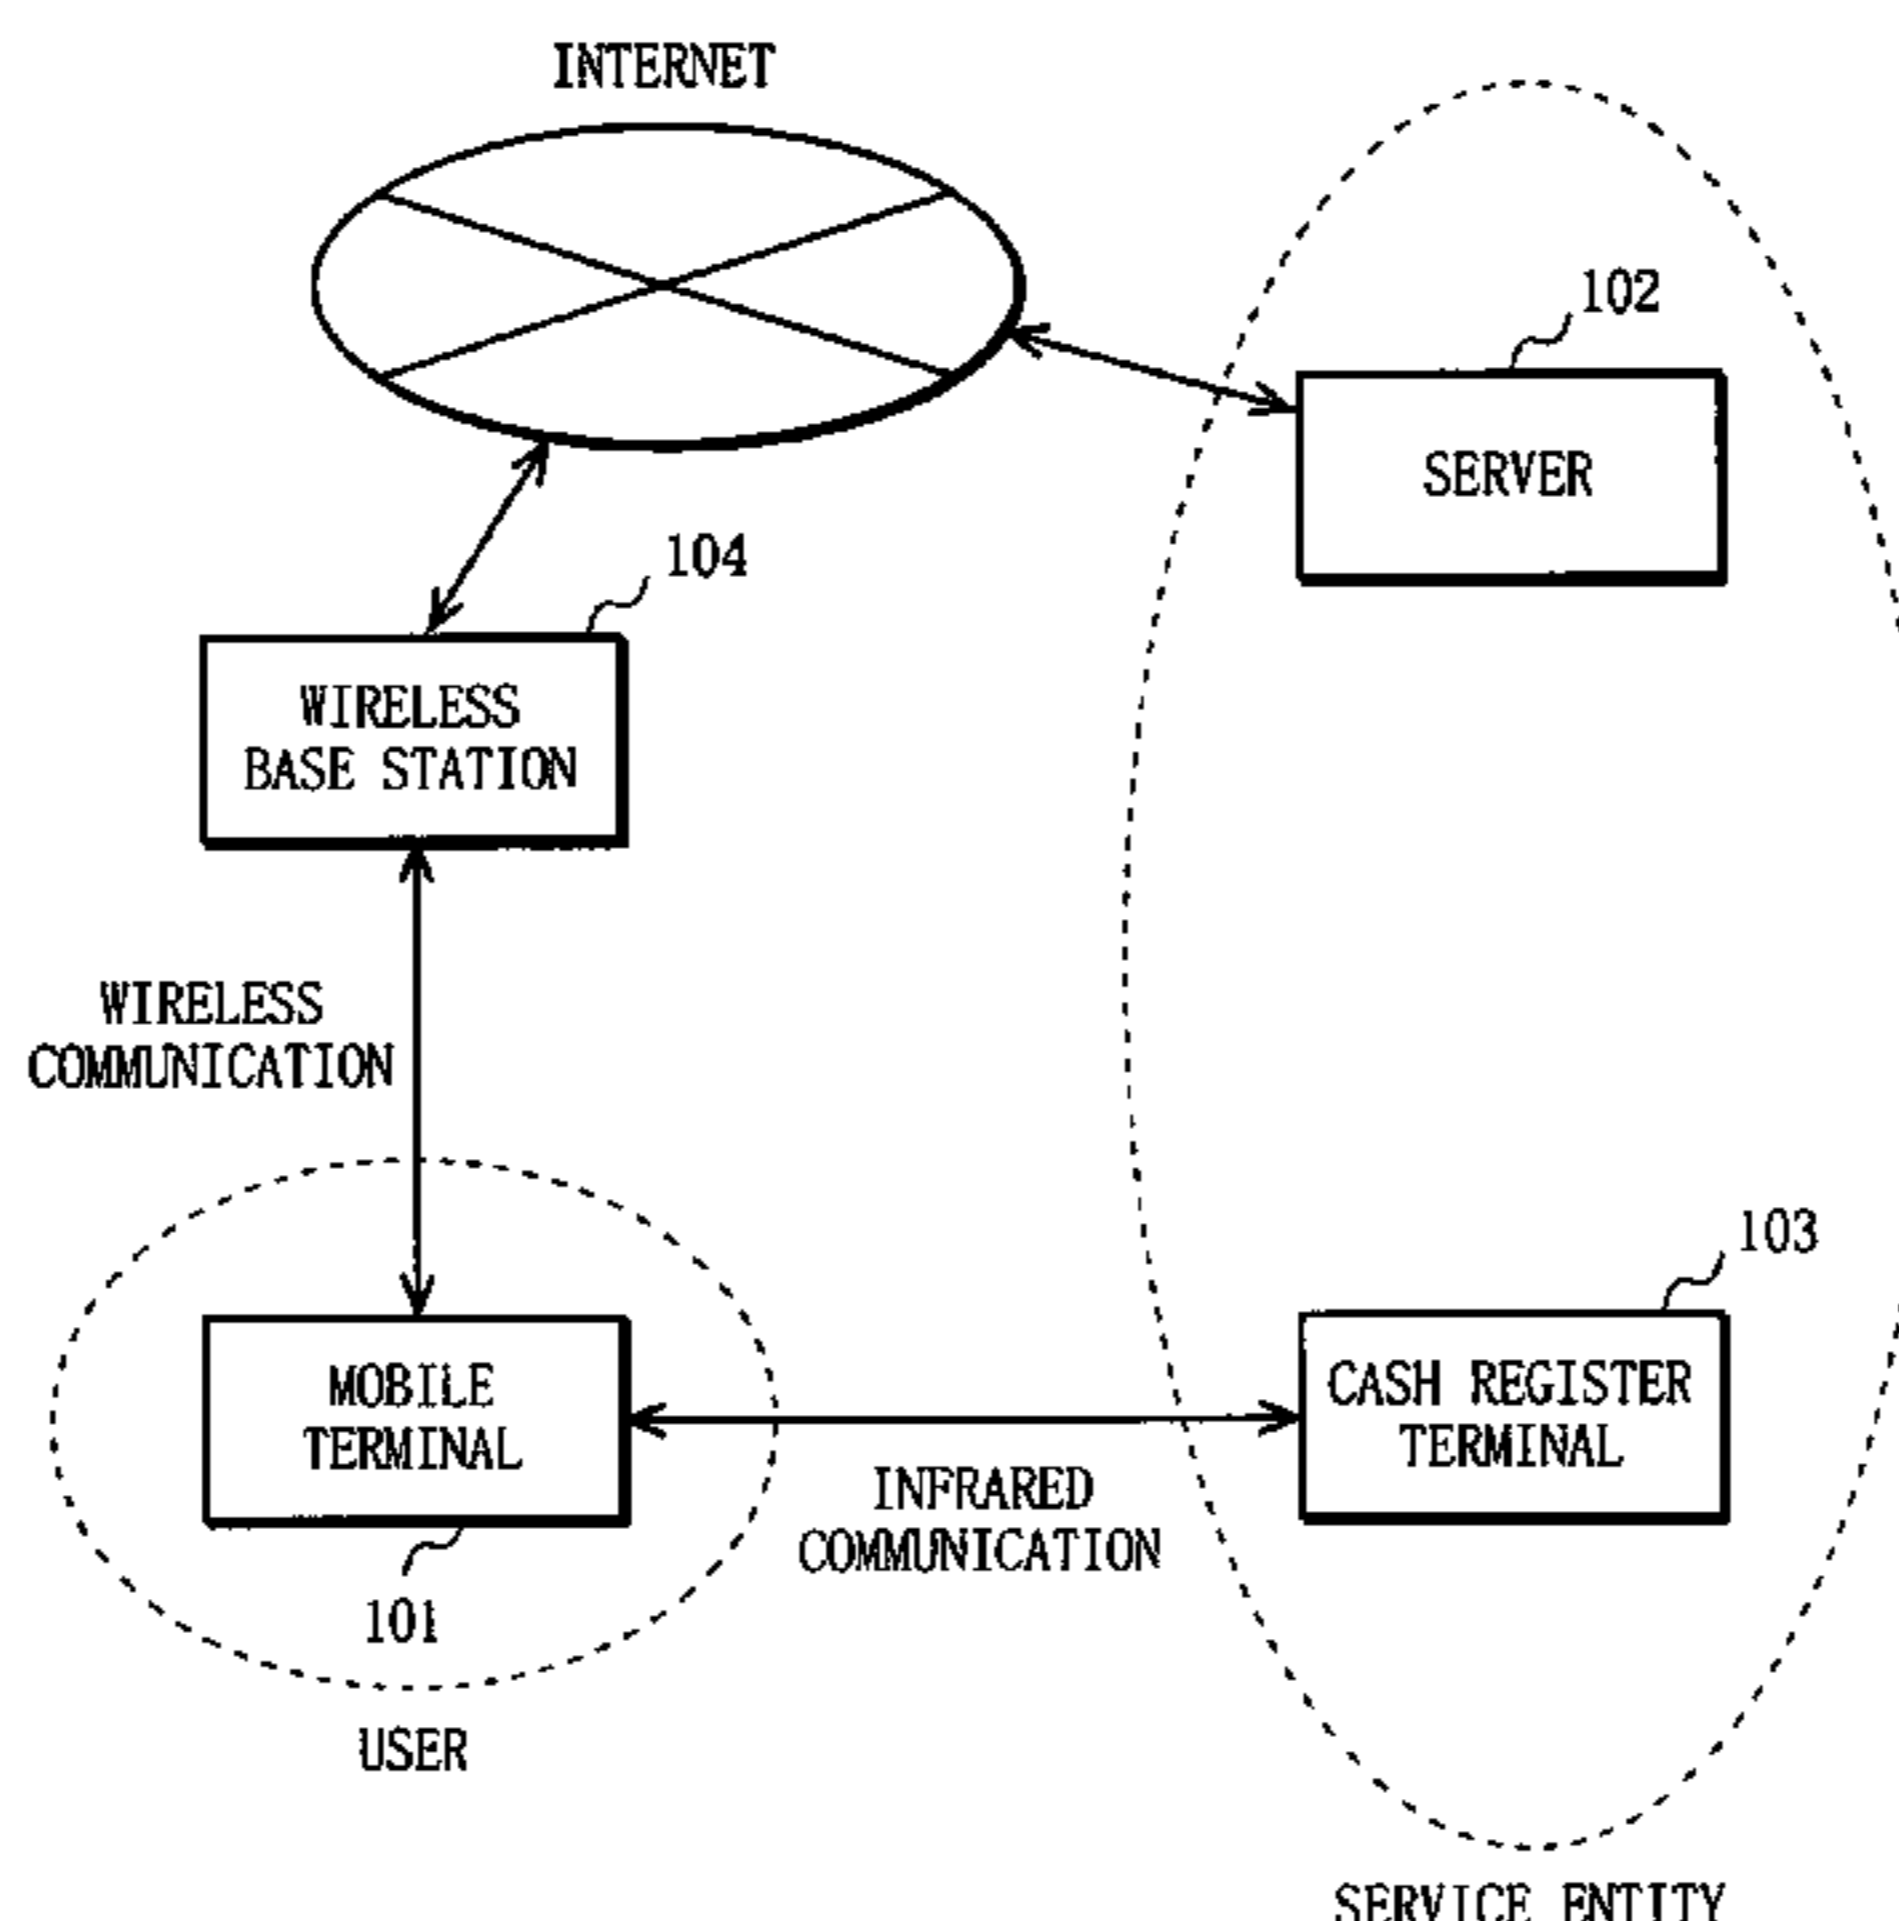 INTERNET
102
SERVER
104
WIRELESS
BASE STATION
WIRELESS
COMMUNICATION
103
MOBILE
TERMINAL
CASH REGISTER
TERMINAL
INFRARED
COMMUNICATION
101
USER
SERVICE ENTITY